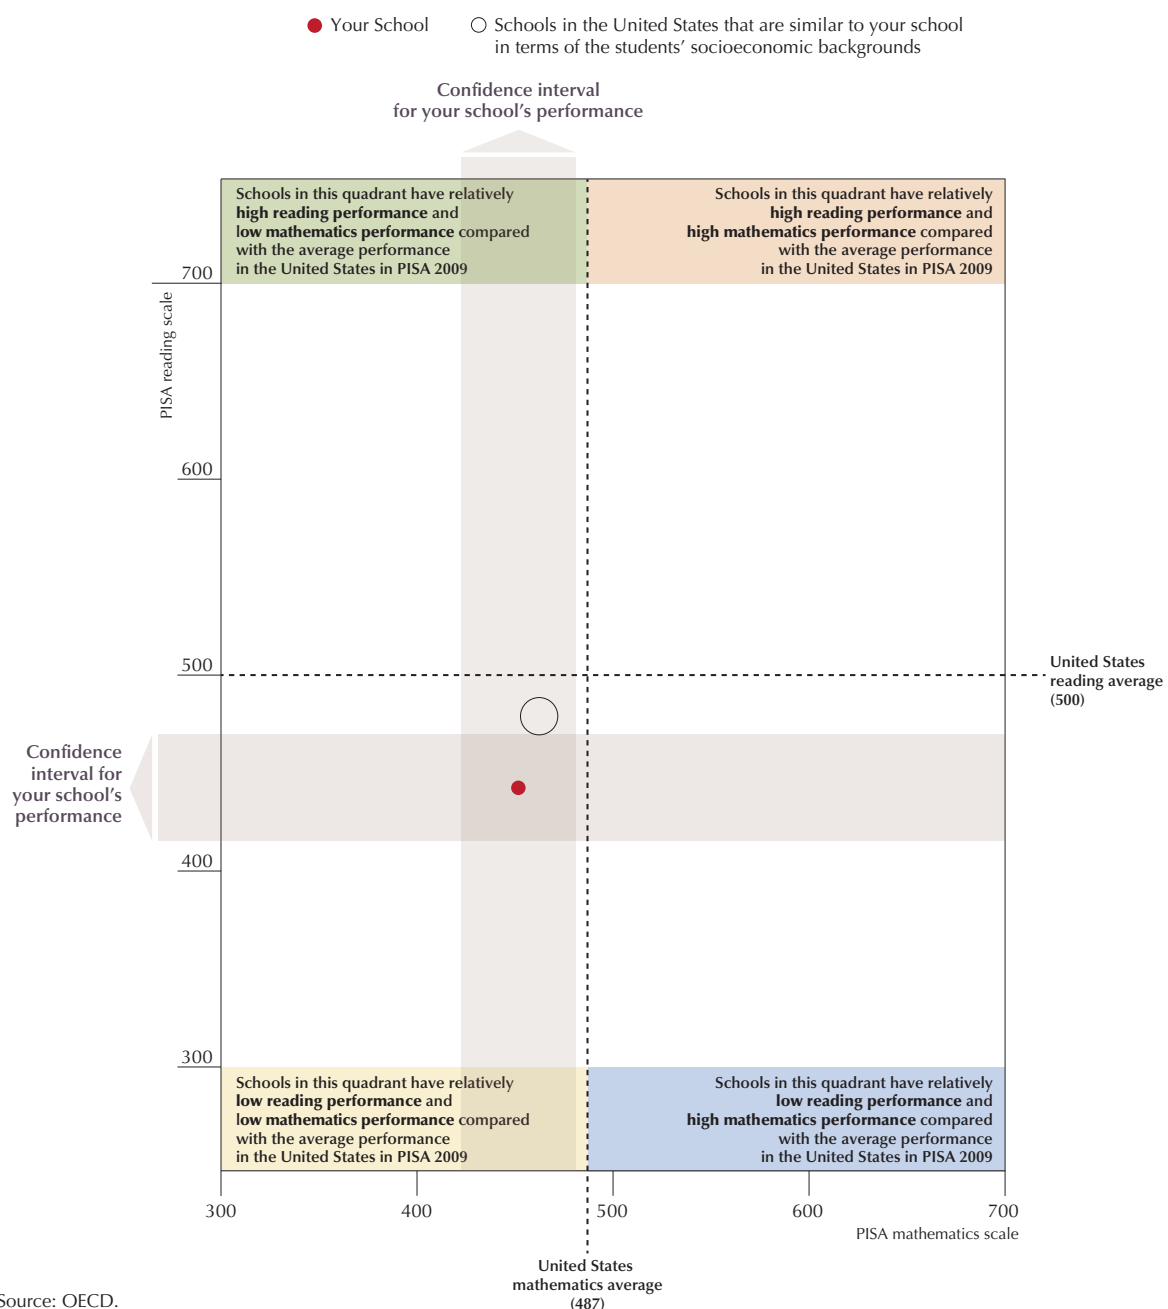 Your School
Schools in the United States that are similar to your school
in terms of the students’ socioeconomic backgrounds
Confidence interval
for your school’s performance
Schools in this quadrant have relatively
high reading performance and
low mathematics performance compared
with the average performance
in the United States in PISA 2009
Schools in this quadrant have relatively
high reading performance and
high mathematics performance compared
with the average performance
in the United States in PISA 2009
700
PISA reading scale
600
500
United States
reading average
(500)
Confidence
interval for
your school’s
performance
400
300
Schools in this quadrant have relatively
low reading performance and
low mathematics performance compared
with the average performance
in the United States in PISA 2009
Schools in this quadrant have relatively
low reading performance and
high mathematics performance compared
with the average performance
in the United States in PISA 2009
300 400 500 600 700
PISA mathematics scale
United States
mathematics average
(487)
Source: OECD.